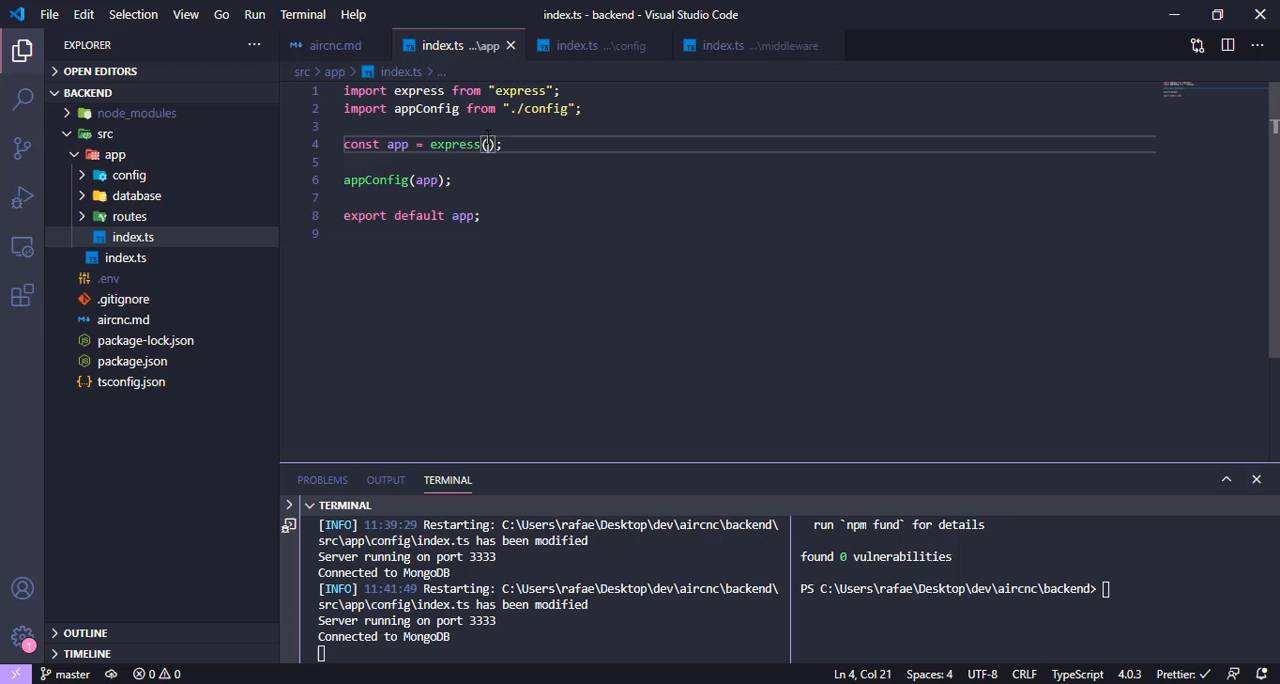 File Edit Selection View Go Run Terminal Help index.ts - backend - Visual Studio Code
EXPLORER ···
aircnc.md index.ts ...\app index.ts ...\config index.ts ...\middleware
OPEN EDITORS
BACKEND
node_modules
src
app
config
database
routes
index.ts
index.ts
.env
.gitignore
aircnc.md
package-lock.json
package.json
tsconfig.json
OUTLINE
TIMELINE
src > app > index.ts > ...
1 import express from "express";
2 import appConfig from "./config";
3
4 const app = express();
5
6 appConfig(app);
7
8 export default app;
9
PROBLEMS OUTPUT TERMINAL
TERMINAL
[INFO] 11:39:29 Restarting: C:\Users\rafae\Desktop\dev\aircnc\backend\
src\app\config\index.ts has been modified
Server running on port 3333
Connected to MongoDB
[INFO] 11:41:49 Restarting: C:\Users\rafae\Desktop\dev\aircnc\backend\
src\app\config\index.ts has been modified
Server running on port 3333
Connected to MongoDB
run `npm fund` for details
found 0 vulnerabilities
PS C:\Users\rafae\Desktop\dev\aircnc\backend>
1
master 0 0 Ln 4, Col 21 Spaces: 4 UTF-8 CRLF TypeScript 4.0.3 Prettier: ✓